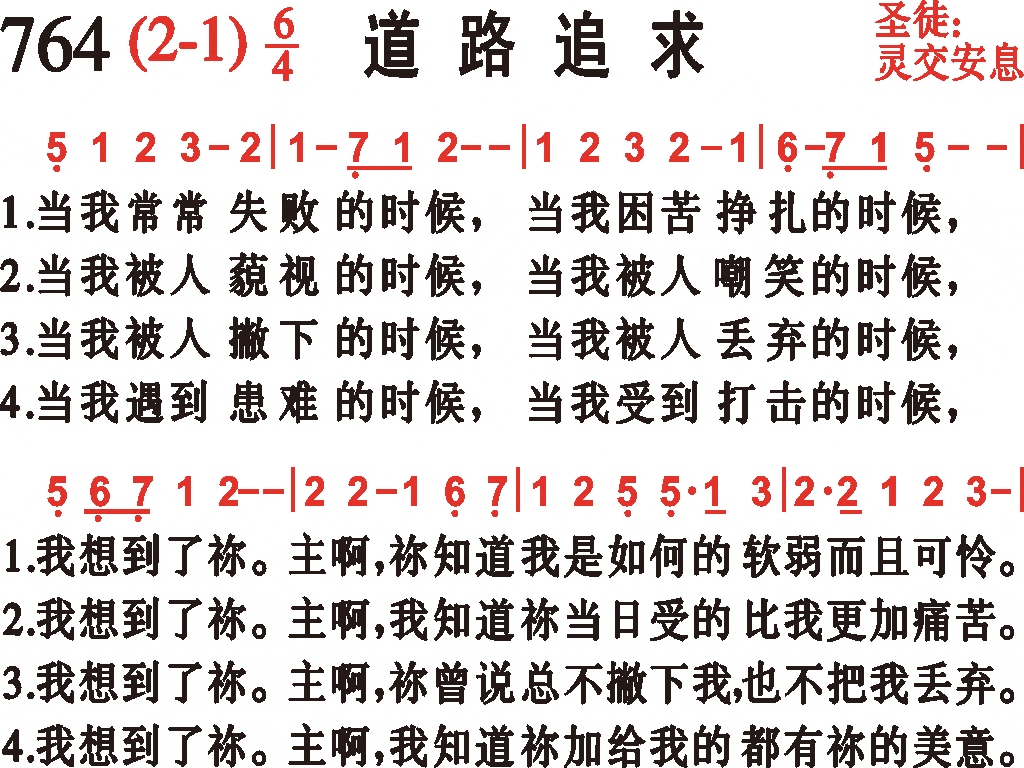 764 (2-1) 6/4 道路追求 圣徒：
灵交安息
5̣ 1 2 3-2|1-7̣ 1 2--|1 2 3 2-1|6̣-7̣ 1 5̣--|
1.当我常常失败的时候，当我困苦挣扎的时候，
2.当我被人藐视的时候，当我被人嘲笑的时候，
3.当我被人撇下的时候，当我被人丢弃的时候，
4.当我遇到患难的时候，当我受到打击的时候，
5̣ 6̣ 7̣ 1 2--|2 2-1 6̣ 7̣|1 2 5̣ 5̣·1 3|2·2 1 2 3-|
1.我想到了祢。主啊，祢知道我是如何的软弱而且可怜。
2.我想到了祢。主啊，我知道祢当日受的比我更加痛苦。
3.我想到了祢。主啊，祢曾说总不撇下我，也不把我丢弃。
4.我想到了祢。主啊，我知道祢加给我的都有祢的美意。